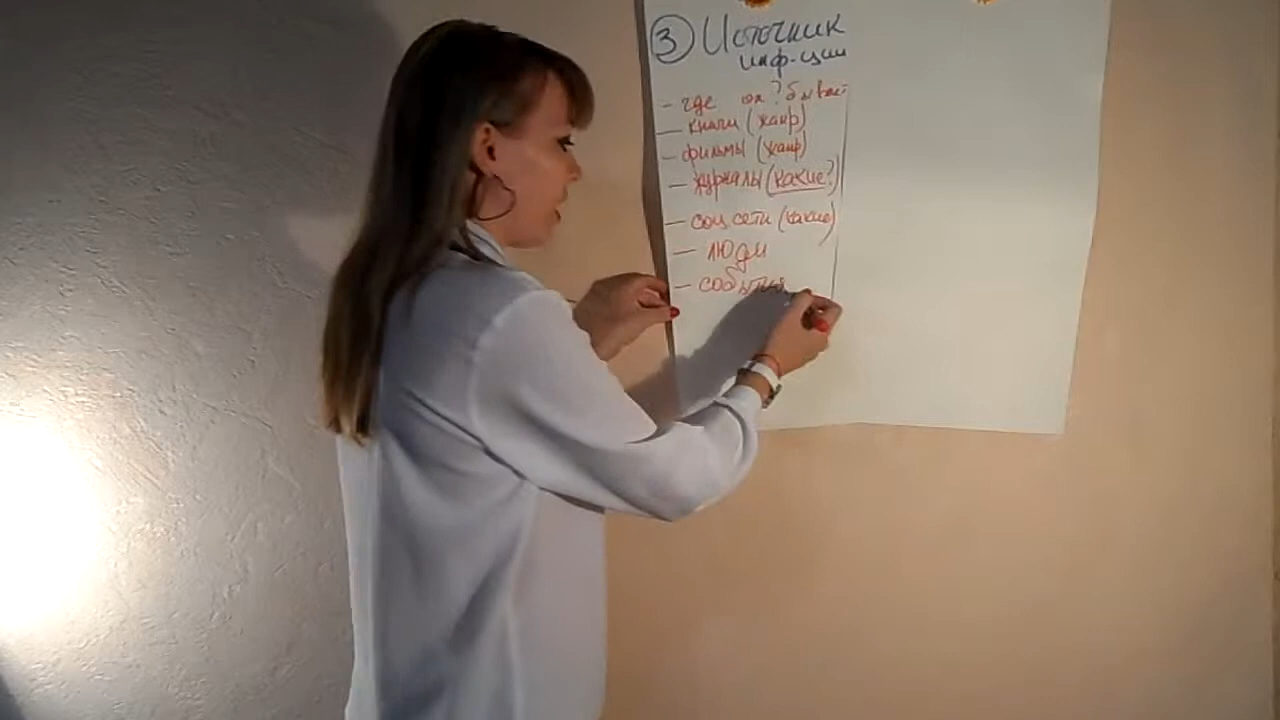 3 Источник
инф-ции
- где он? бывает
- книги (жанр)
- фильмы (жанр)
- журналы (какие?)
- соц. сети (какие)
- люди
- события